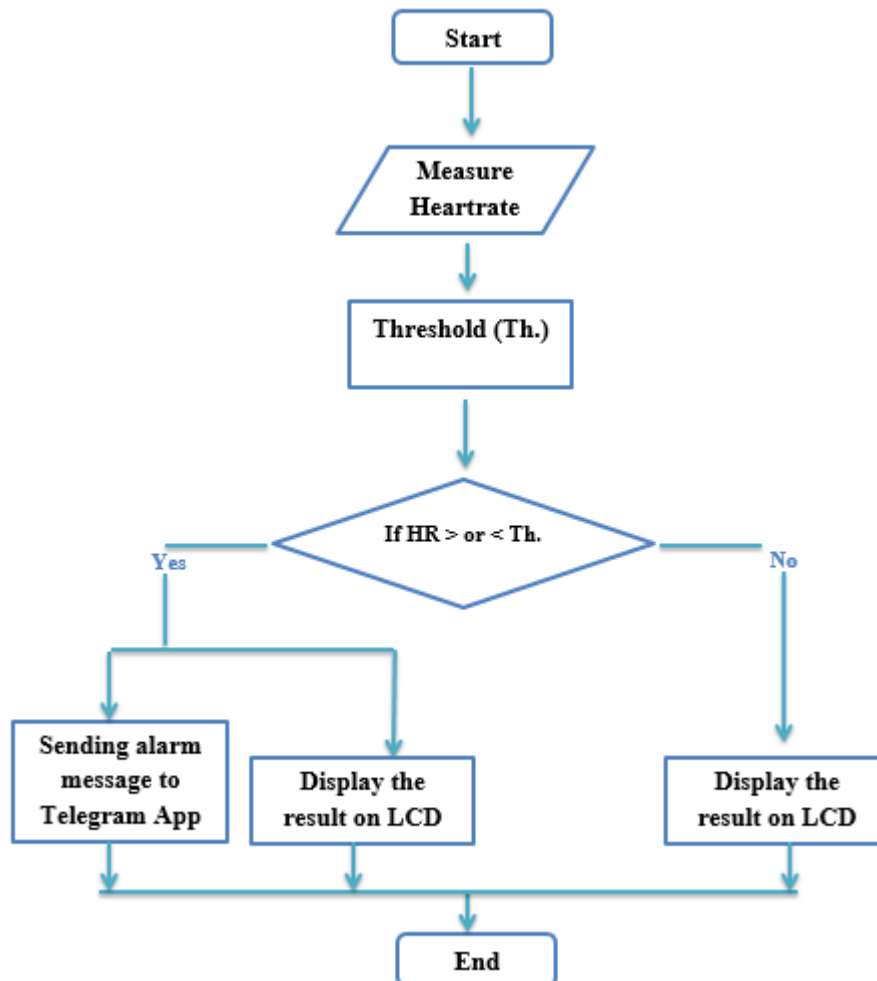 Start
Measure
Heartrate
Threshold (Th.)
If HR > or < Th.
Yes
No
Sending alarm
message to
Telegram App
Display the
result on LCD
Display the
result on LCD
End